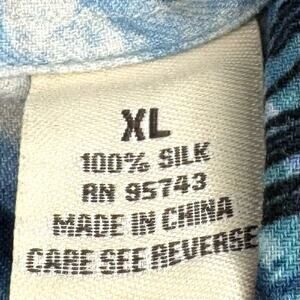 XL
100% SILK
RN 95743
MADE IN CHINA
CARE SEE REVERSE